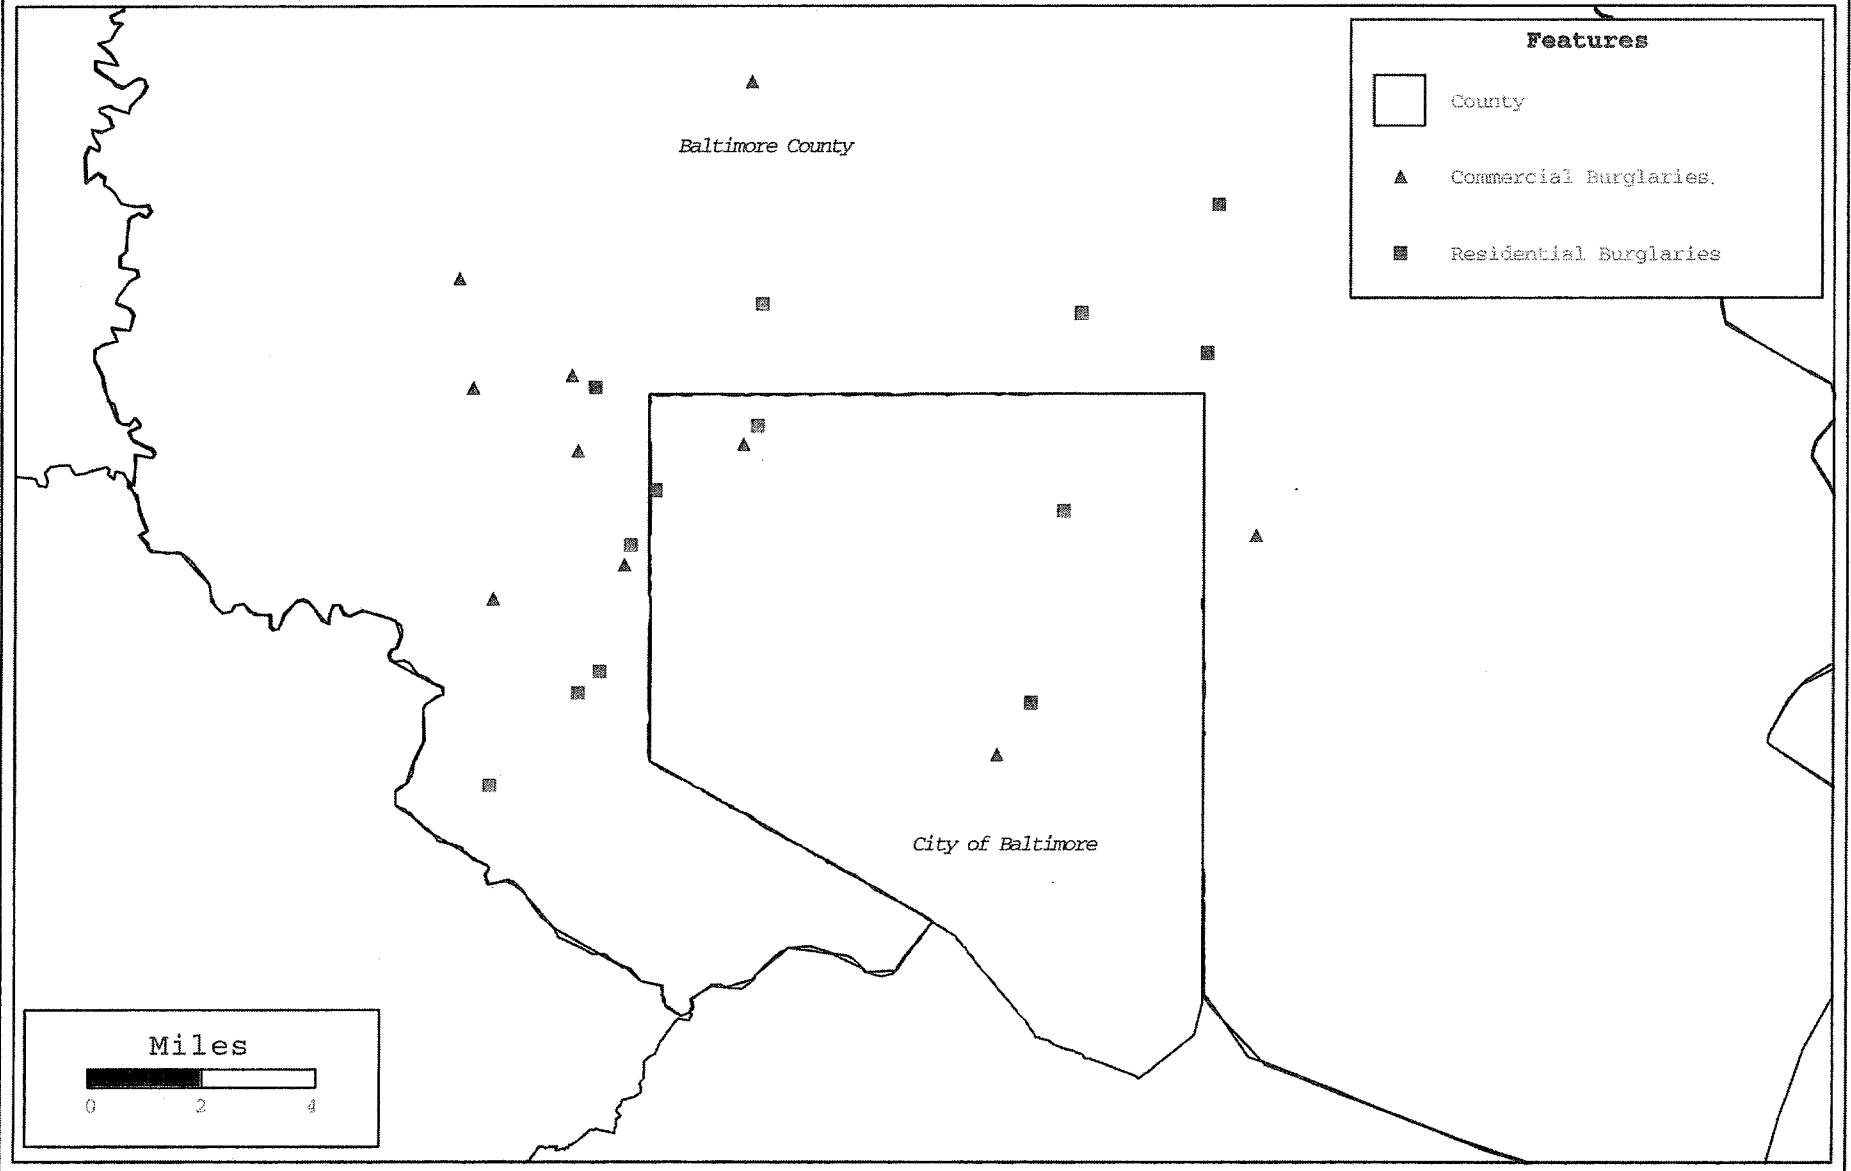 Features
County
Baltimore County
Commercial Burglaries.
Residential Burglaries
City of Baltimore
Miles
0 2 4